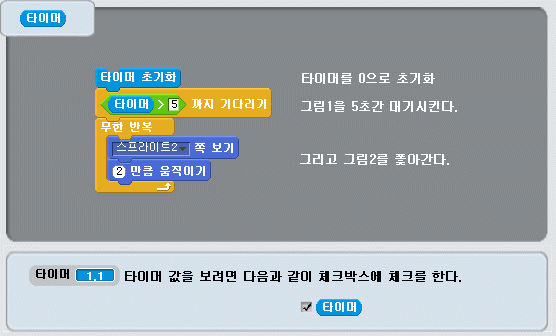 타이머
타이머 초기화 타이머를 0으로 초기화
타이머 > 5 까지 기다리기 그림1을 5초간 대기시킨다.
무한 반복
스프라이트2 쪽 보기
그리고 그림2를 쫓아간다.
2 만큼 움직이기
타이머 1.1 타이머 값을 보려면 다음과 같이 체크박스에 체크를 한다.
타이머